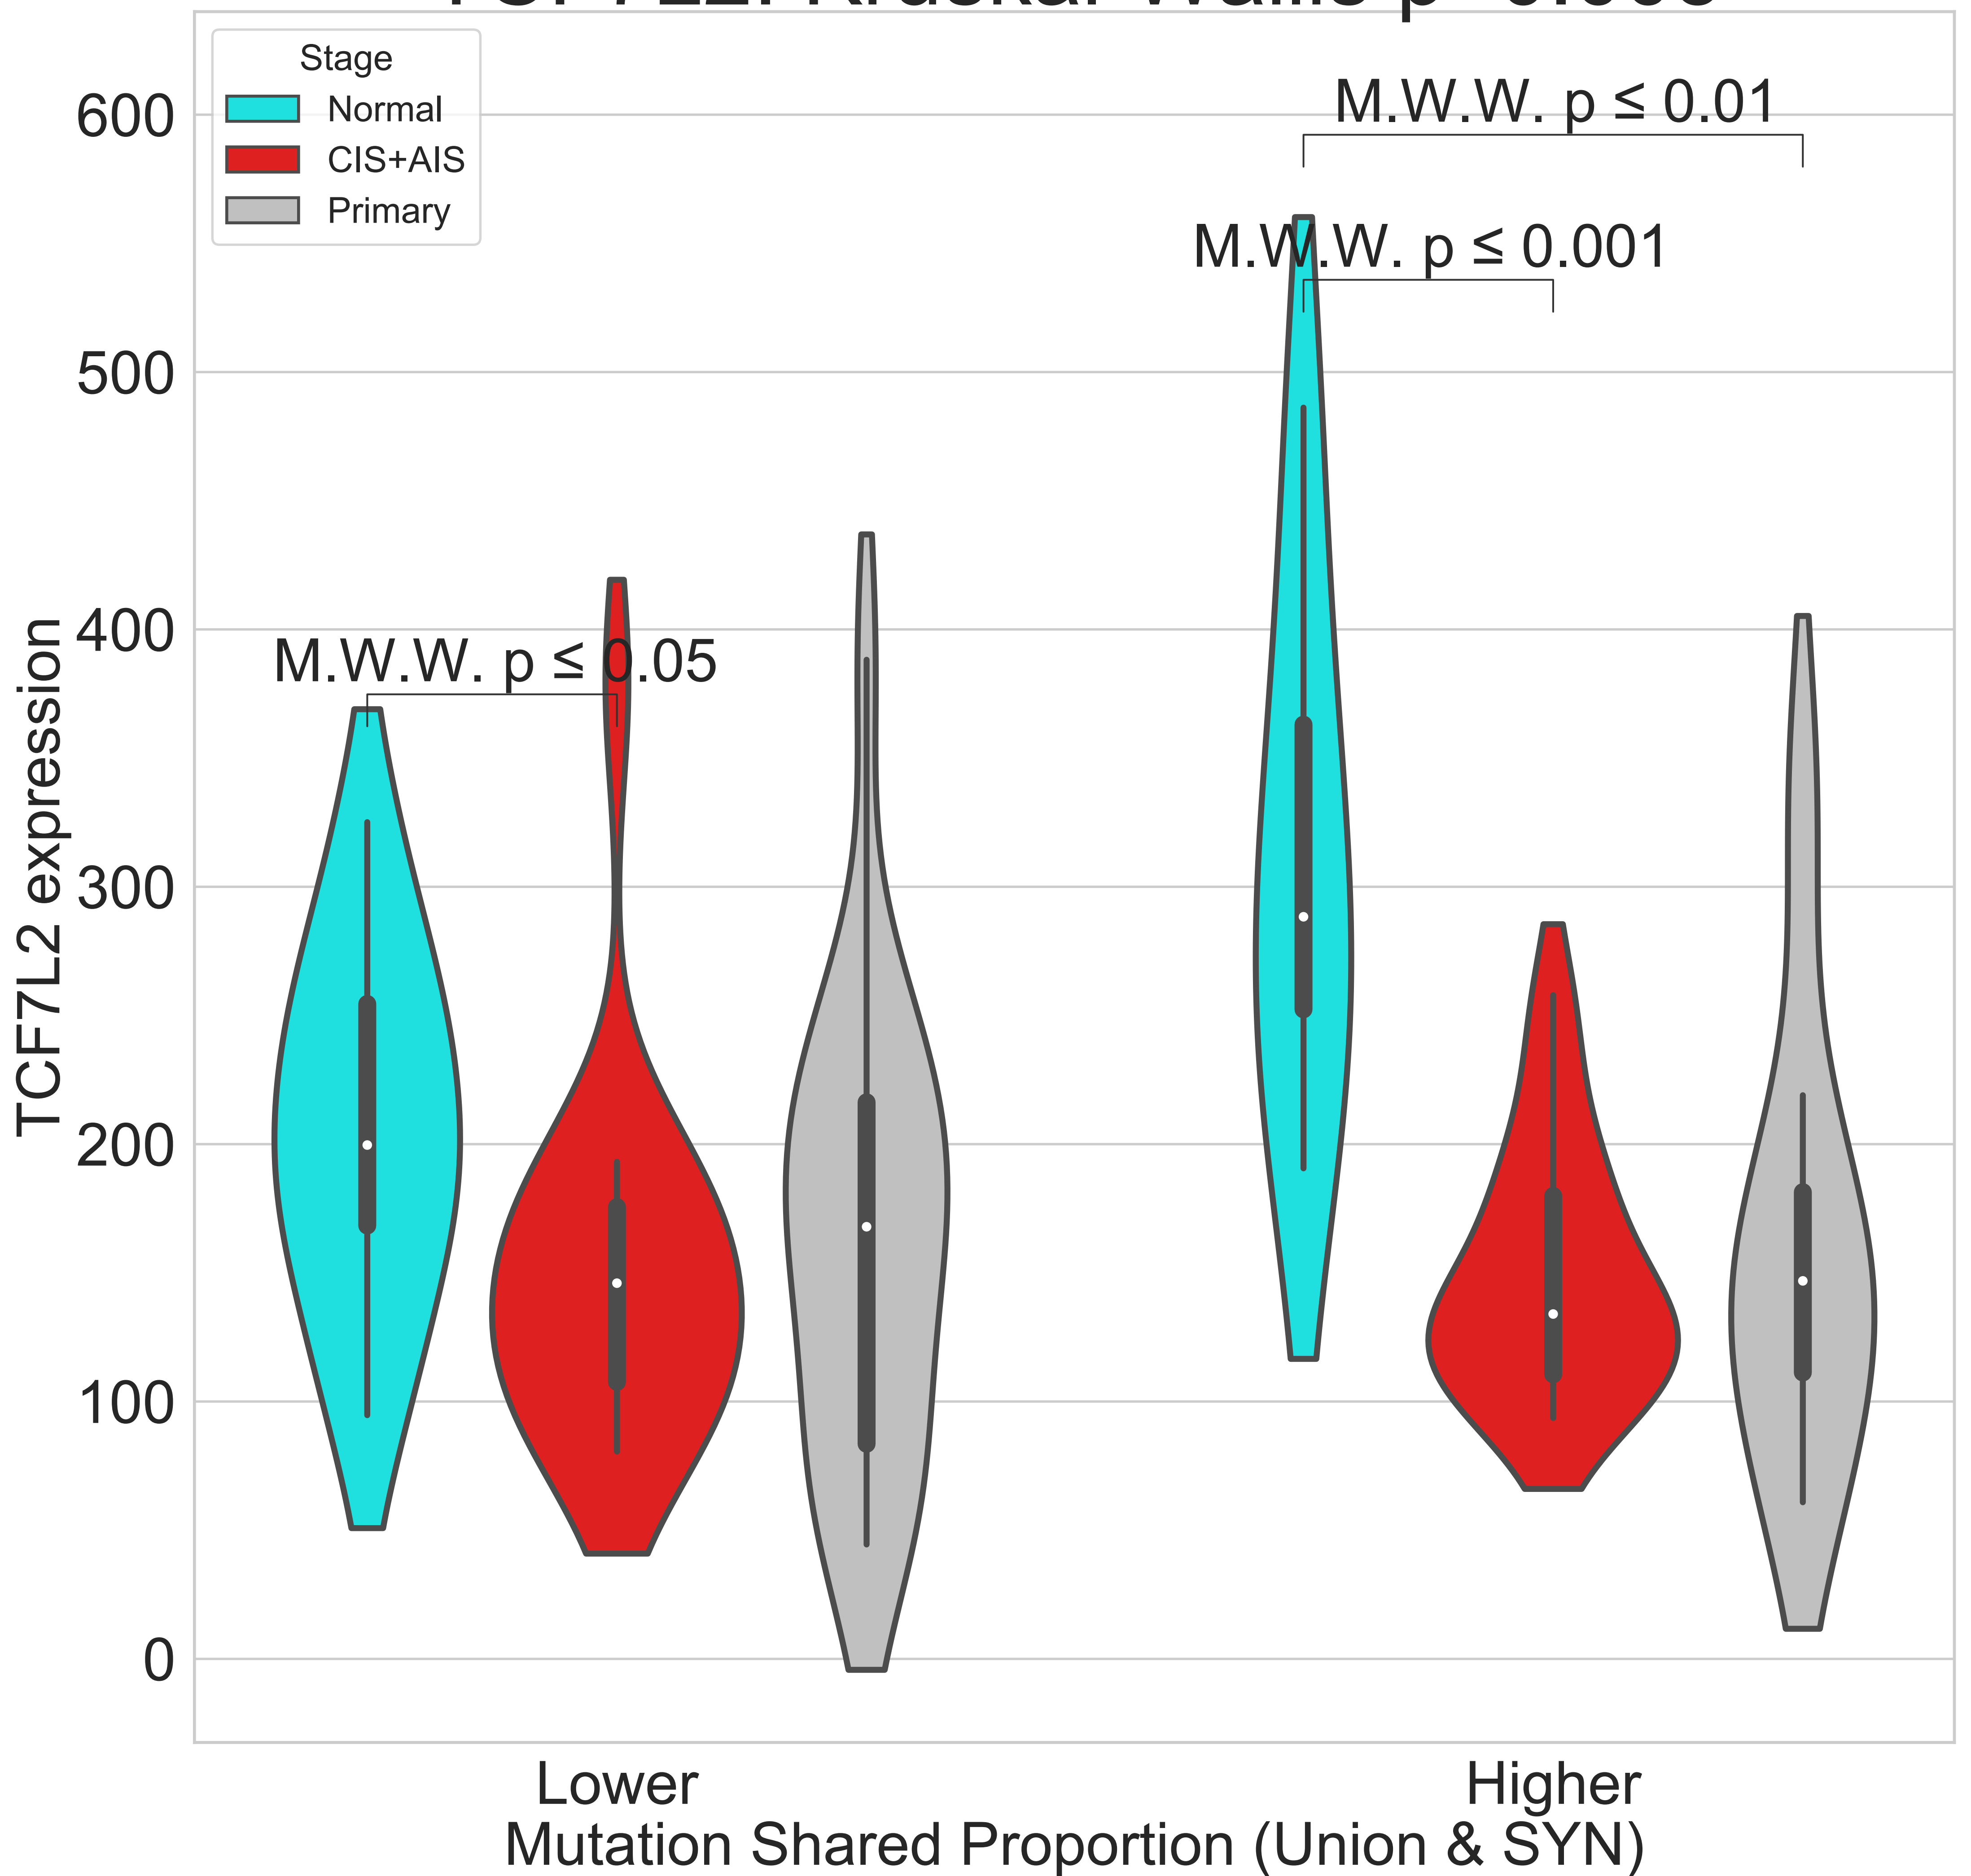 Stage
Normal
CIS+AIS
Primary
600
500
400
300
200
100
0
TCF7L2 expression
M.W.W. p ≤ 0.01
M.W.W. p ≤ 0.001
M.W.W. p ≤ 0.05
Lower
Higher
Mutation Shared Proportion (Union & SYN)